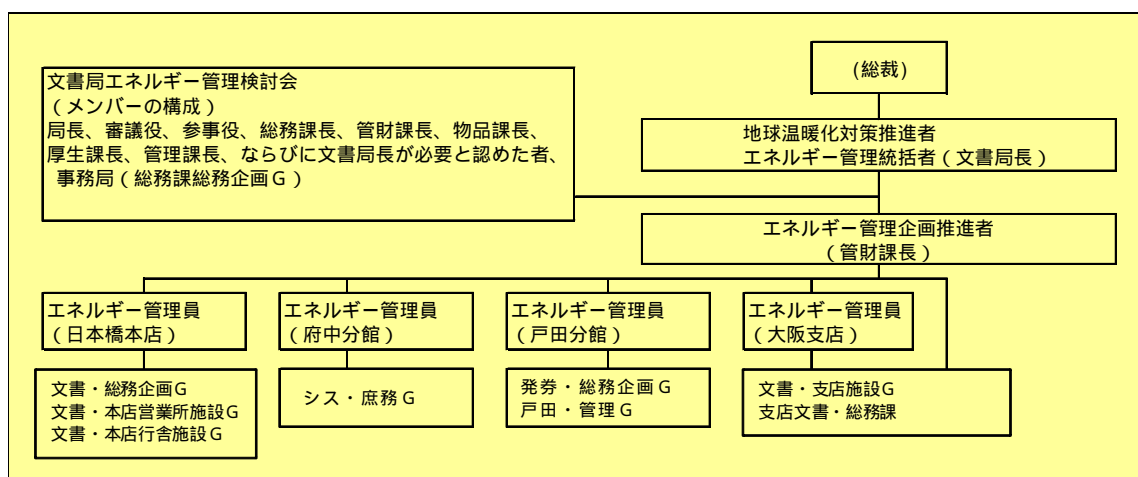 文書局エネルギー管理検討会
(メンバーの構成)
局長、審議役、参事役、総務課長、管財課長、物品課長、
厚生課長、管理課長、ならびに文書局長が必要と認めた者、
事務局(総務課総務企画G)
(総裁)
地球温暖化対策推進者
エネルギー管理統括者(文書局長)
エネルギー管理企画推進者
(管財課長)
エネルギー管理員
(日本橋本店)
エネルギー管理員
(府中分館)
エネルギー管理員
(戸田分館)
エネルギー管理員
(大阪支店)
文書・総務企画G
文書・本店営業所施設G
文書・本店行舎施設G
シス・庶務G
発券・総務企画G
戸田・管理G
文書・支店施設G
支店文書・総務課